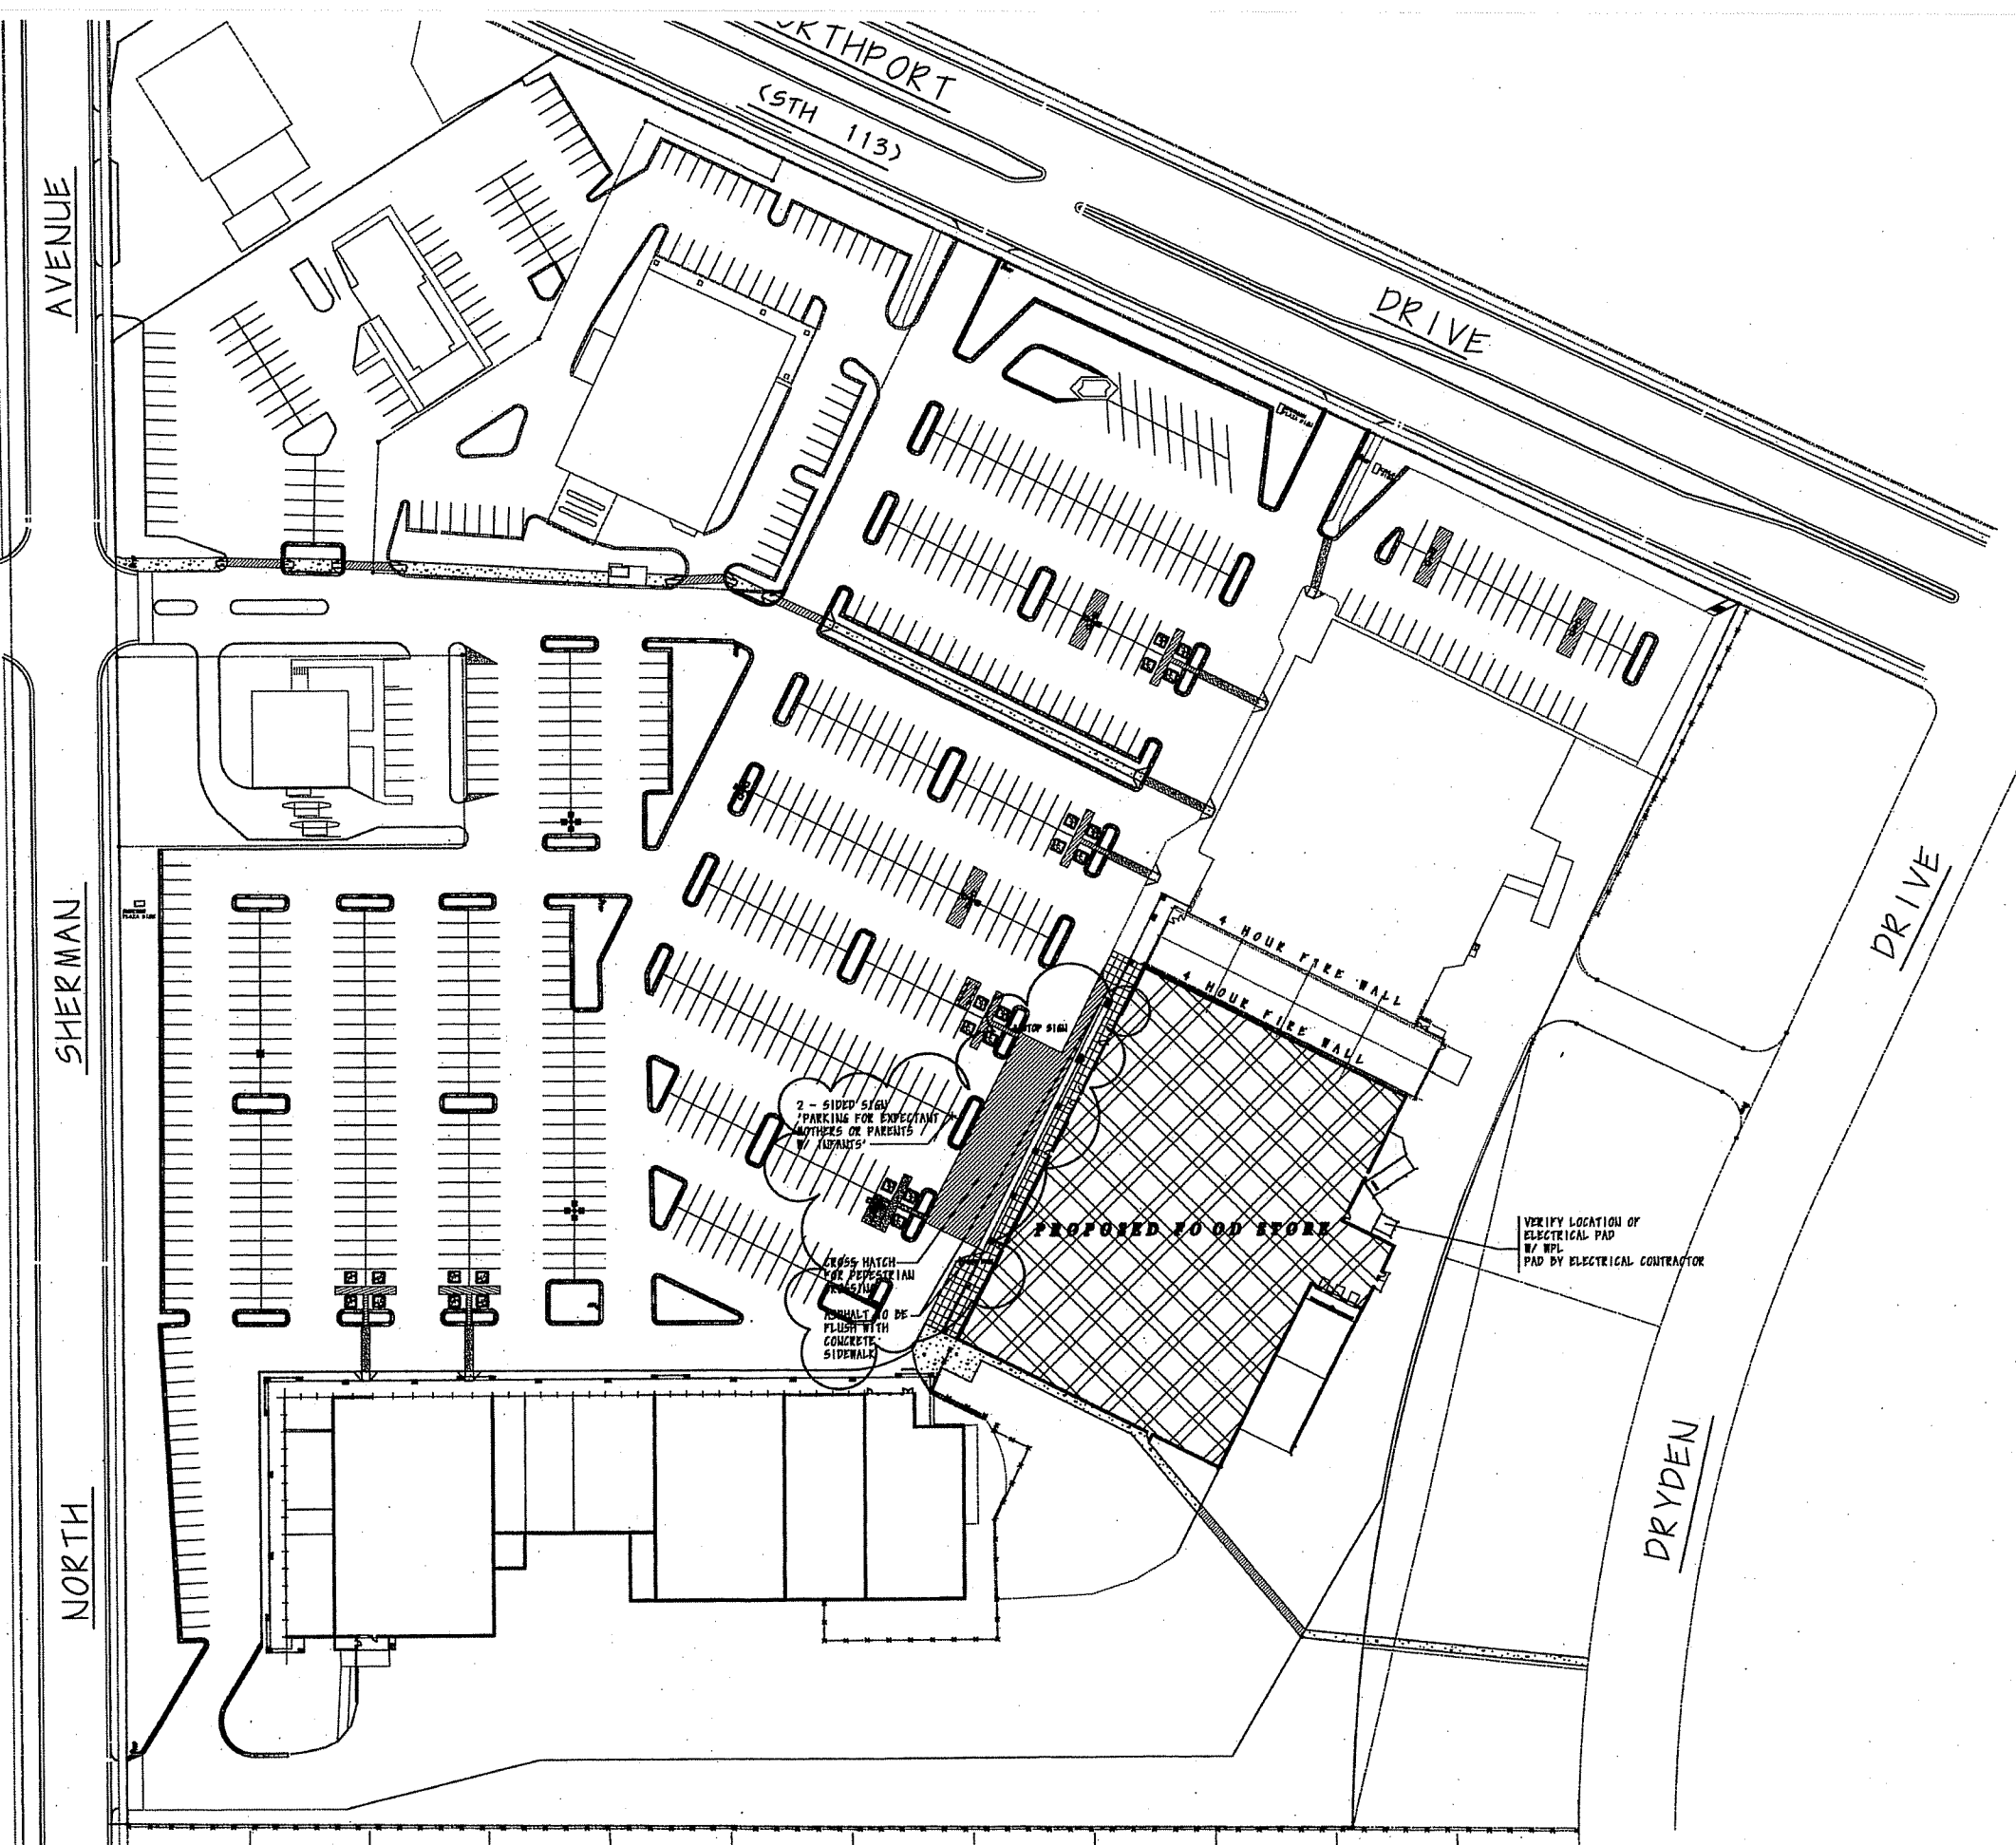 (STH 113)
DRIVE
AVENUE
PLAZA SIGN
SHERMAN
4 HOUR FIRE WALL
4 HOUR FIRE WALL
STOP SIGN
2 - SIDED SIGN
'PARKING FOR EXPECTANT
MOTHERS OR PARENTS
W/ INFANTS'
PROPOSED FOOD STORE
VERIFY LOCATION OF
ELECTRICAL PAD
W/ WPL
PAD BY ELECTRICAL CONTRACTOR
CROSS HATCH
FOR PEDESTRIAN
CROSSING
ASPHALT TO BE
FLUSH WITH
CONCRETE
SIDEWALK
DRIVE
DRYDEN
NORTH